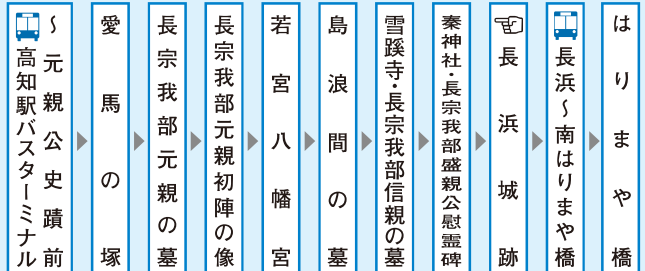 高知駅バスターミナル
〜元親公史蹟前
愛馬の塚
長宗我部元親の墓
長宗我部元親初陣の像
若宮八幡宮
島浪間の墓
雪蹊寺・長宗我部信親の墓
秦神社・長宗我部盛親公慰霊碑
長浜城跡
長浜〜南はりまや橋
はりまや橋